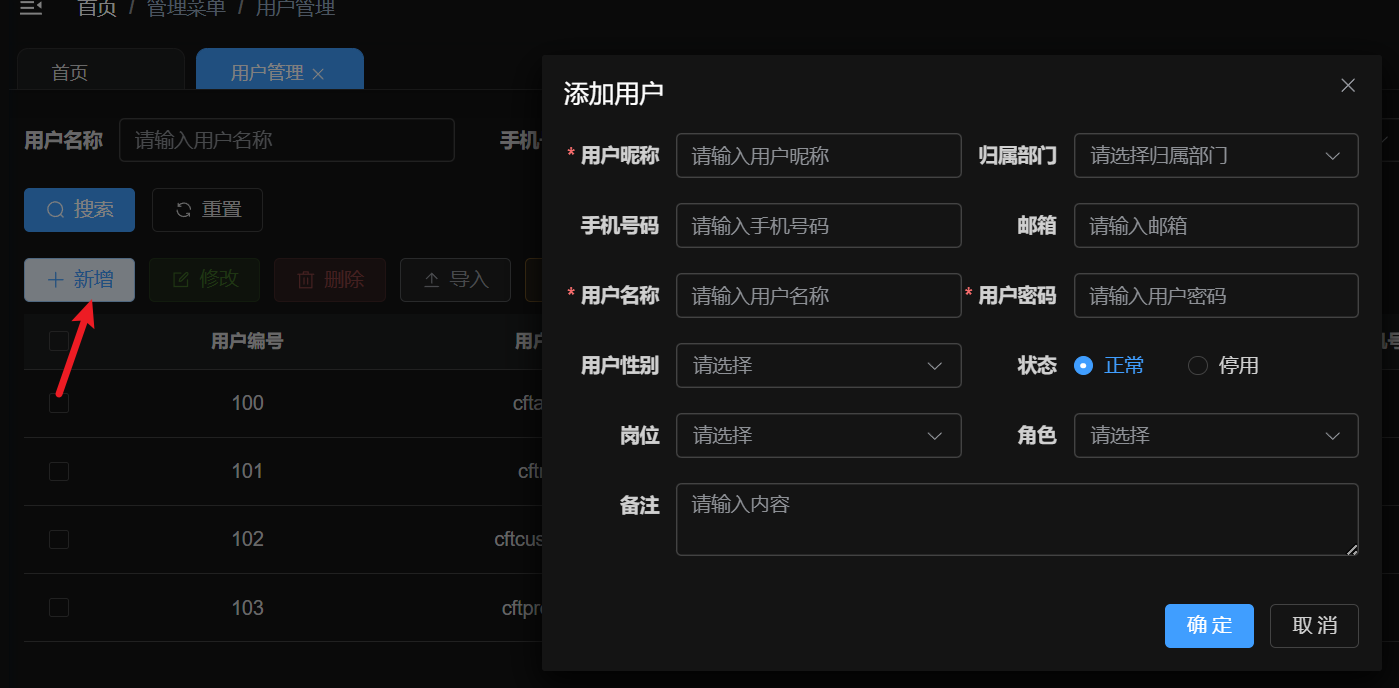 首页 / 管理菜单 / 用户管理
首页 用户管理
添加用户
用户名称 请输入用户名称 手机
* 用户昵称 请输入用户昵称 归属部门 请选择归属部门
搜索 重置
手机号码 请输入手机号码 邮箱 请输入邮箱
新增 修改 删除 导入
* 用户名称 请输入用户名称 * 用户密码 请输入用户密码
用户编号
用户性别 请选择 状态 正常 停用
100 cfta
岗位 请选择 角色 请选择
101
102 cftcus
备注 请输入内容
103 cftpr
确 定 取 消